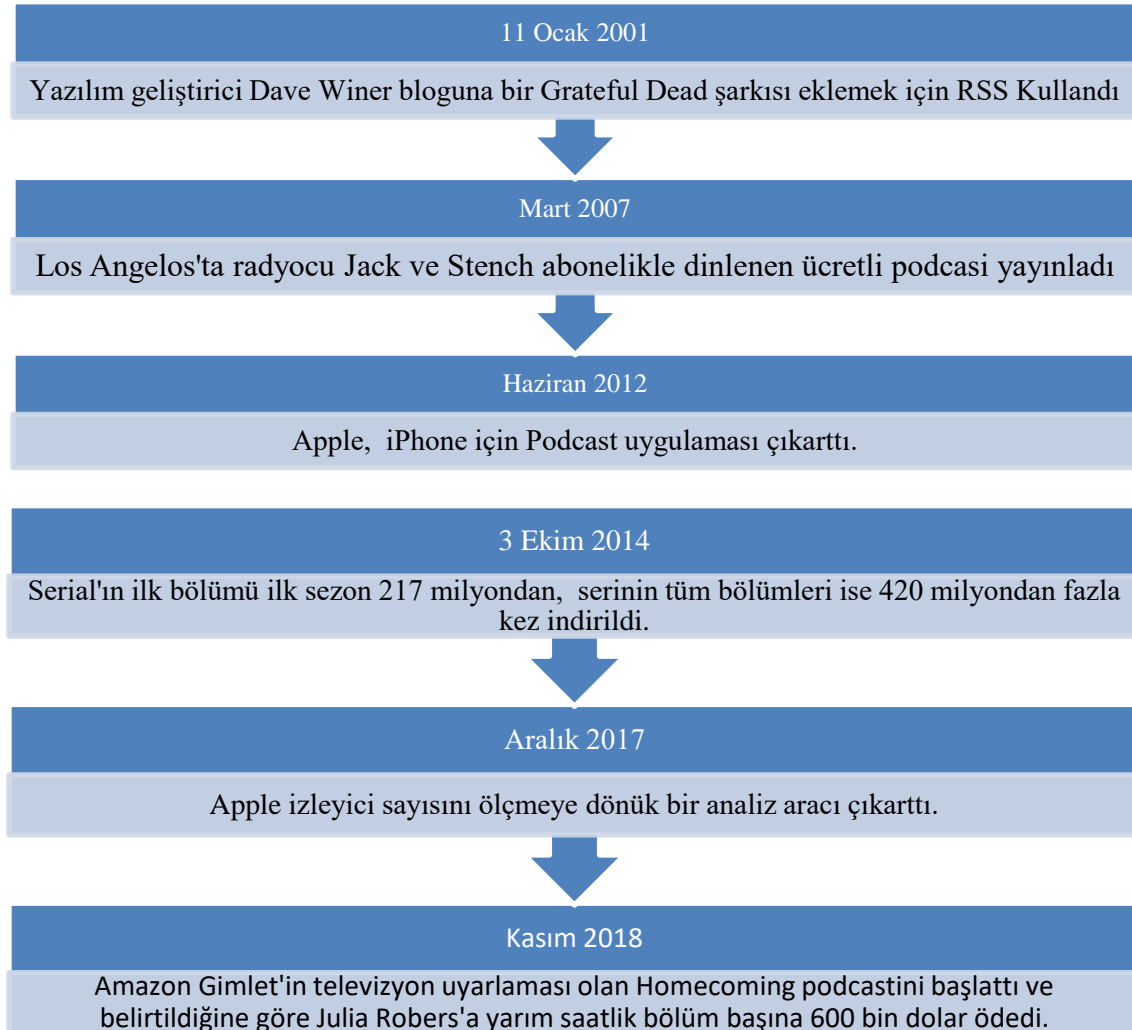 11 Ocak 2001
Yazılım geliştirici Dave Winer bloguna bir Grateful Dead şarkısı eklemek için RSS Kullandı
Mart 2007
Los Angelos'ta radyocu Jack ve Stench abonelikle dinlenen ücretli podcasi yayınladı
Haziran 2012
Apple,  iPhone için Podcast uygulaması çıkarttı.
3 Ekim 2014
Serial'ın ilk bölümü ilk sezon 217 milyondan,  serinin tüm bölümleri ise 420 milyondan fazla
kez indirildi.
Aralık 2017
Apple izleyici sayısını ölçmeye dönük bir analiz aracı çıkarttı.
Kasım 2018
Amazon Gimlet'in televizyon uyarlaması olan Homecoming podcastini başlattı ve
belirtildiğine göre Julia Robers'a yarım saatlik bölüm başına 600 bin dolar ödedi.